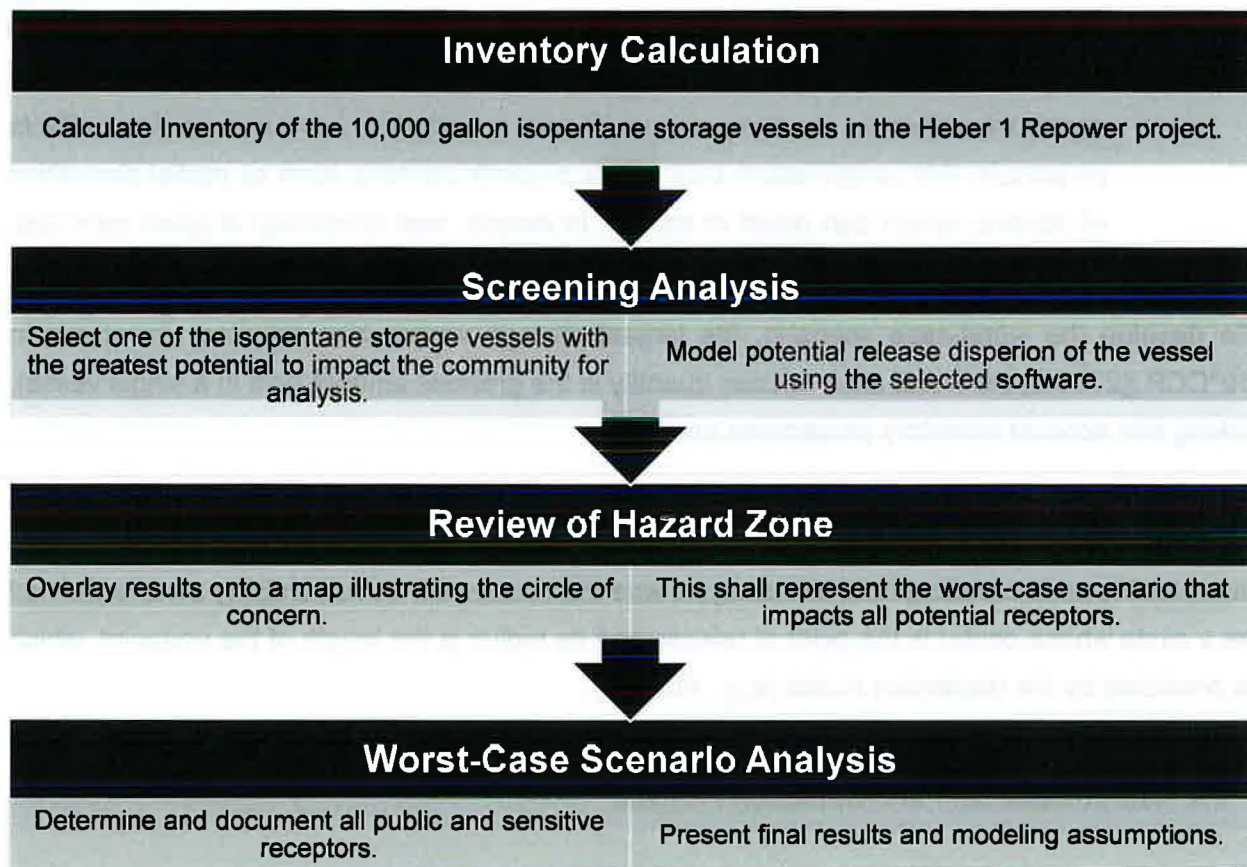 Inventory Calculation
Calculate Inventory of the 10,000 gallon isopentane storage vessels in the Heber 1 Repower project.
Screening Analysis
Select one of the isopentane storage vessels with
the greatest potential to impact the community for
analysis.
Model potential release disperion of the vessel
using the selected software.
Review of Hazard Zone
Overlay results onto a map illustrating the circle of
concern.
This shall represent the worst-case scenario that
impacts all potential receptors.
Worst-Case Scenario Analysis
Determine and document all public and sensitive
receptors.
Present final results and modeling assumptions.